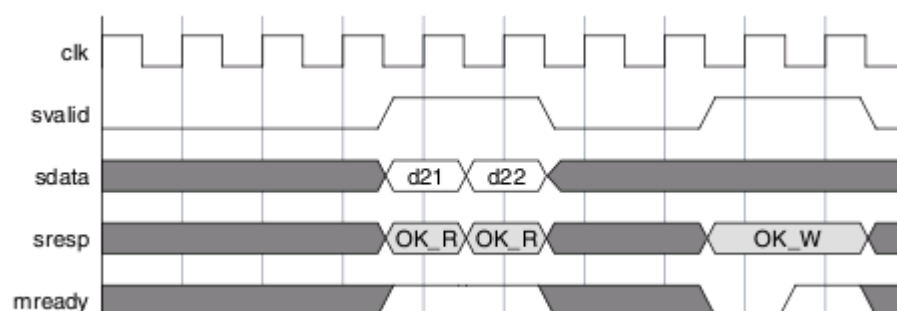 clk
svalid
sdata d21 d22
sresp OK_R OK_R OK_W
mready